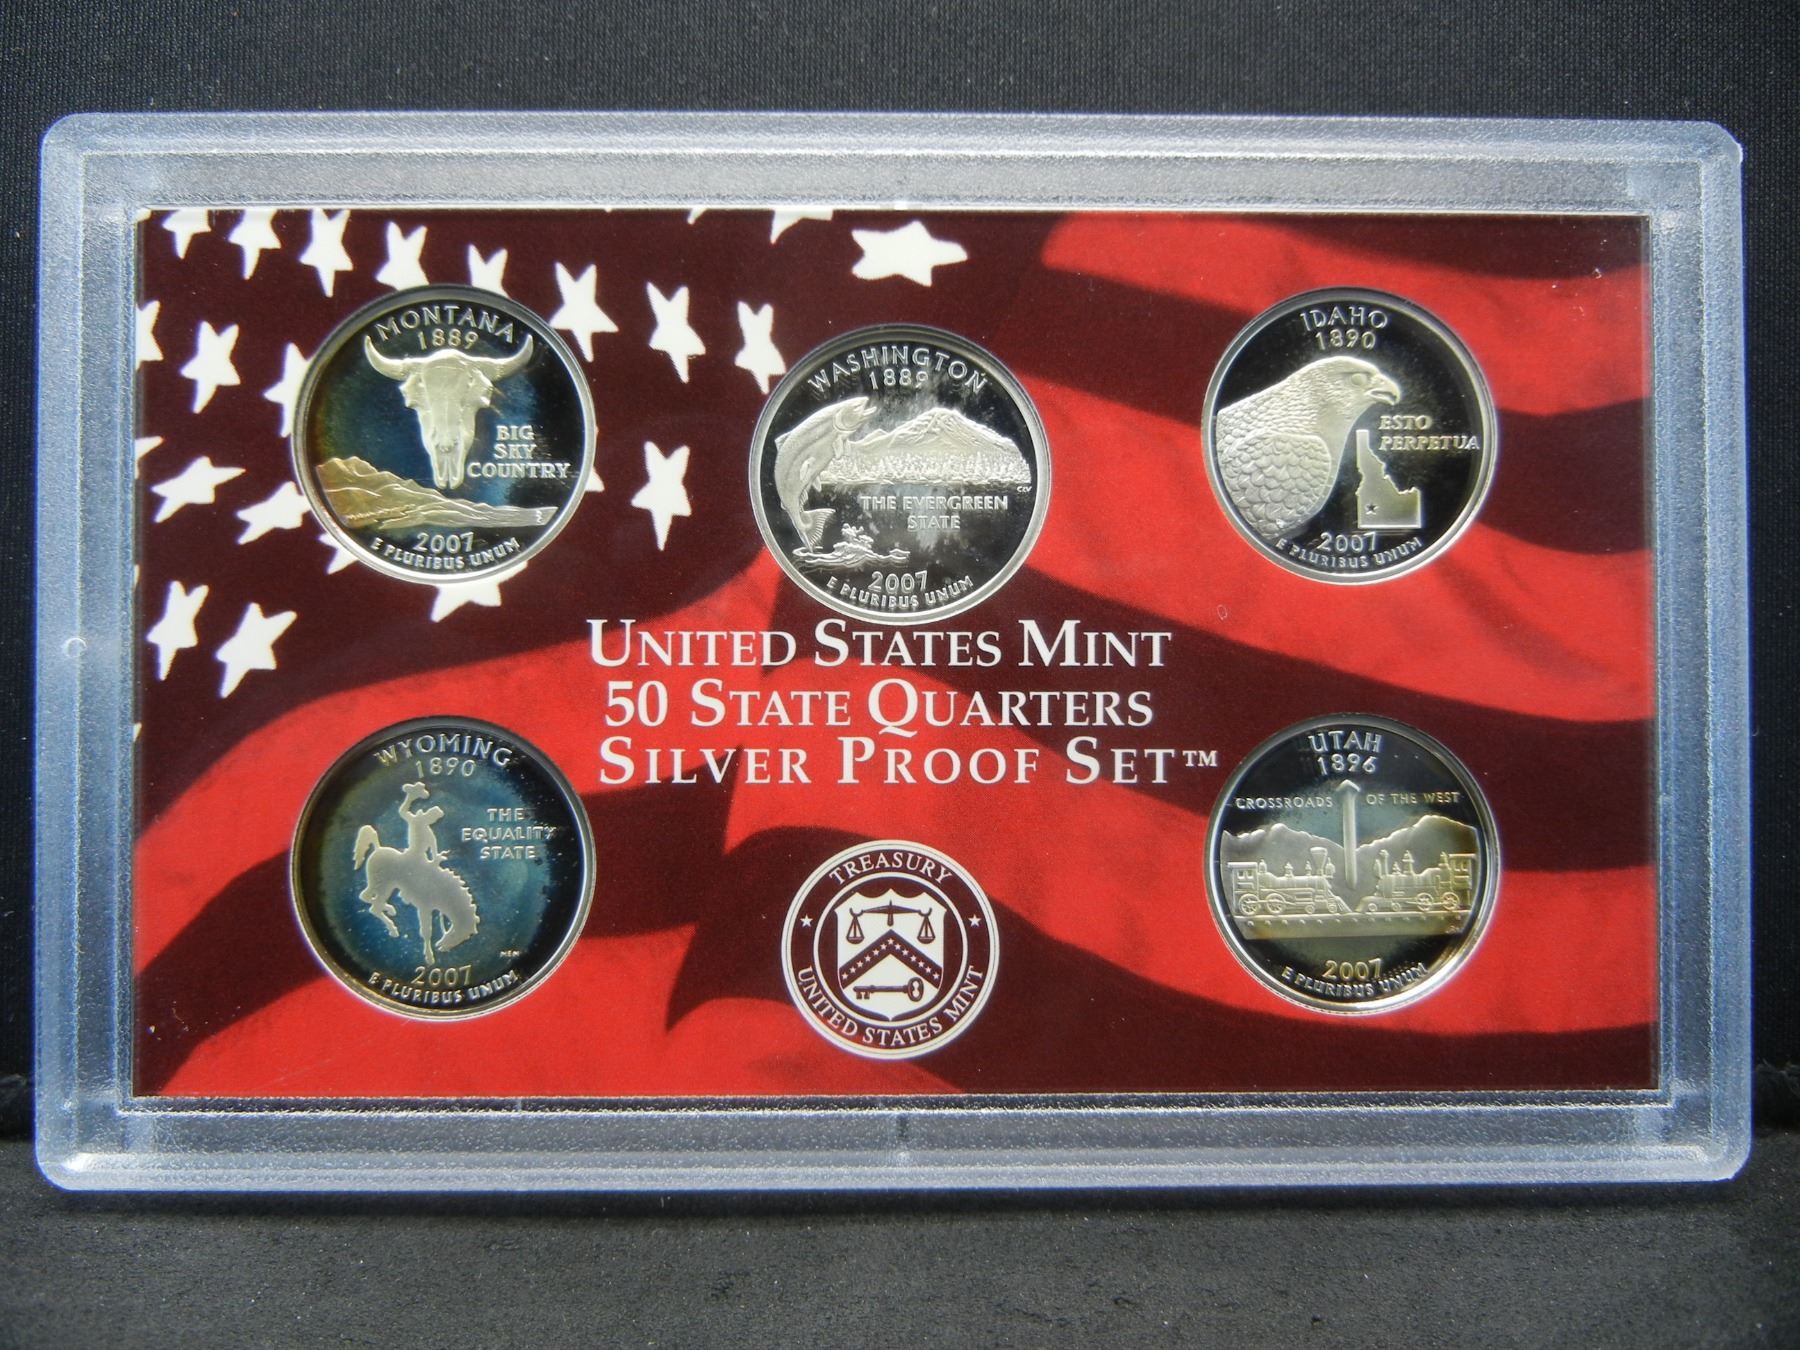 MONTANA
1889
BIG
SKY
COUNTRY
2007
E PLURIBUS UNUM
WASHINGTON
1889
THE EVERGREEN
STATE
CLV
2007
E PLURIBUS UNUM
IDAHO
1890
ESTO
PERPETUA
2007
E PLURIBUS UNUM
UNITED STATES MINT
50 STATE QUARTERS
SILVER PROOF SET™
WYOMING
1890
THE
EQUALITY
STATE
2007
E PLURIBUS UNUM
TREASURY
UNITED STATES MINT
UTAH
1896
CROSSROADS OF THE WEST
2007
E PLURIBUS UNUM